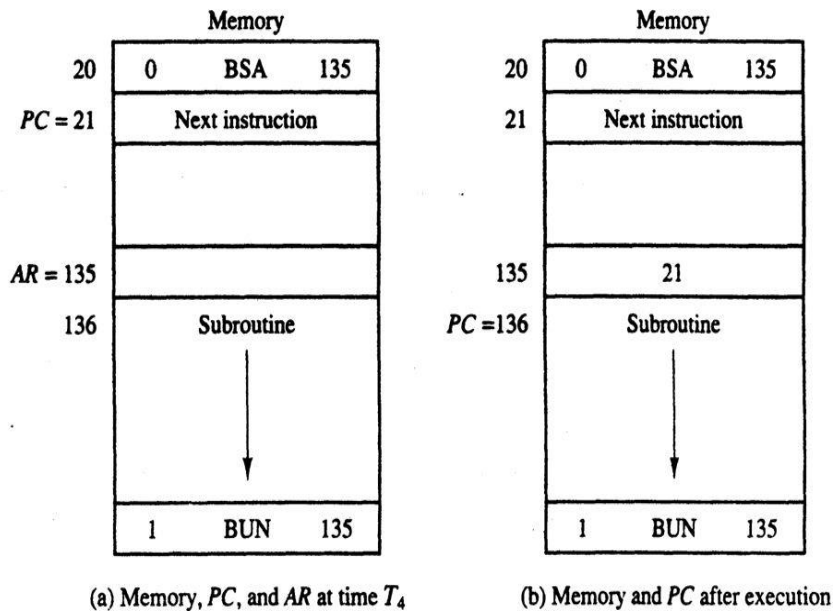 Memory
20 0 BSA 135
PC = 21 Next instruction
AR = 135
136 Subroutine
1 BUN 135
(a) Memory, PC, and AR at time T4
Memory
20 0 BSA 135
21 Next instruction
135 21
PC =136 Subroutine
1 BUN 135
(b) Memory and PC after execution